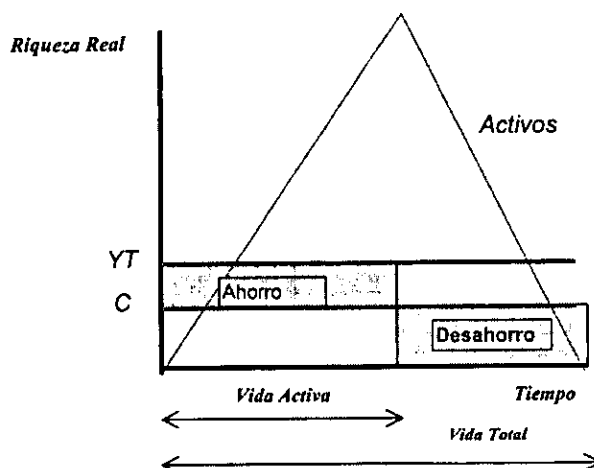 Riqueza Real
Activos
YT
Ahorro
C
Desahorro
Vida Activa
Tiempo
Vida Total